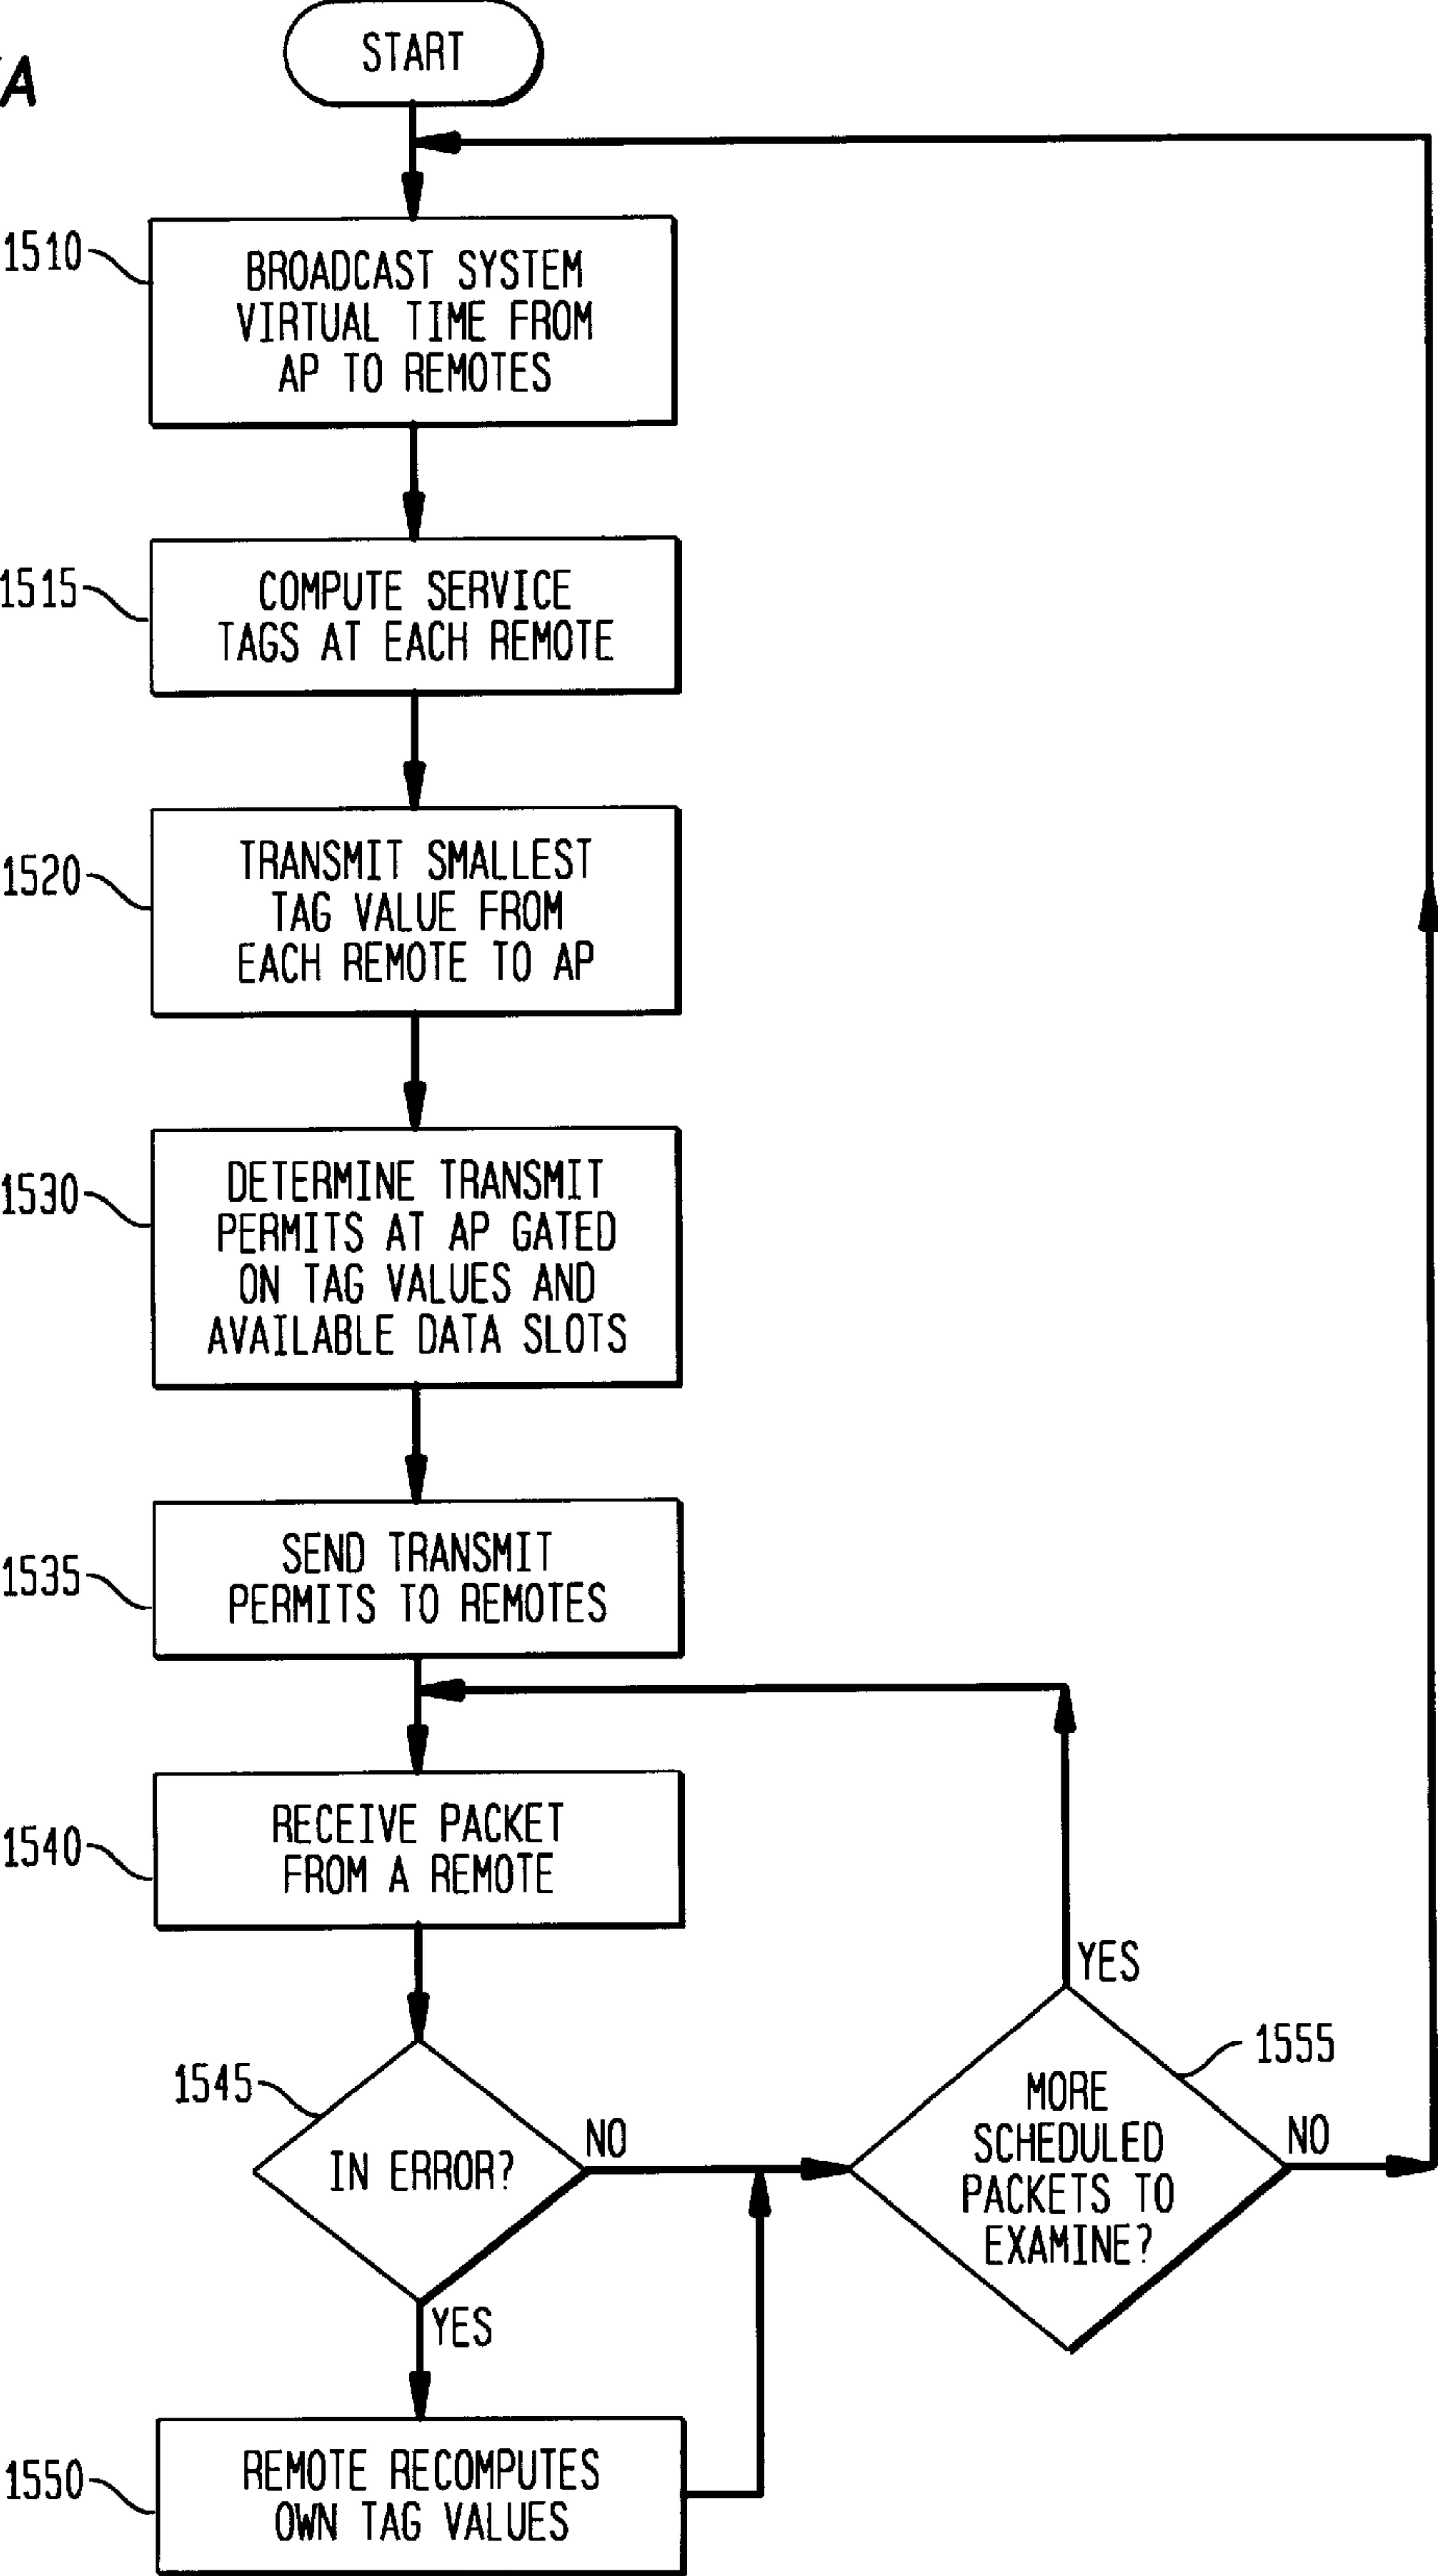 A
START
1510
BROADCAST SYSTEM
VIRTUAL TIME FROM
AP TO REMOTES
1515
COMPUTE SERVICE
TAGS AT EACH REMOTE
1520
TRANSMIT SMALLEST
TAG VALUE FROM
EACH REMOTE TO AP
1530
DETERMINE TRANSMIT
PERMITS AT AP GATED
ON TAG VALUES AND
AVAILABLE DATA SLOTS
1535
SEND TRANSMIT
PERMITS TO REMOTES
1540
RECEIVE PACKET
FROM A REMOTE
1545
IN ERROR?
NO
YES
1550
REMOTE RECOMPUTES
OWN TAG VALUES
YES
1555
MORE
SCHEDULED
PACKETS TO
EXAMINE?
NO